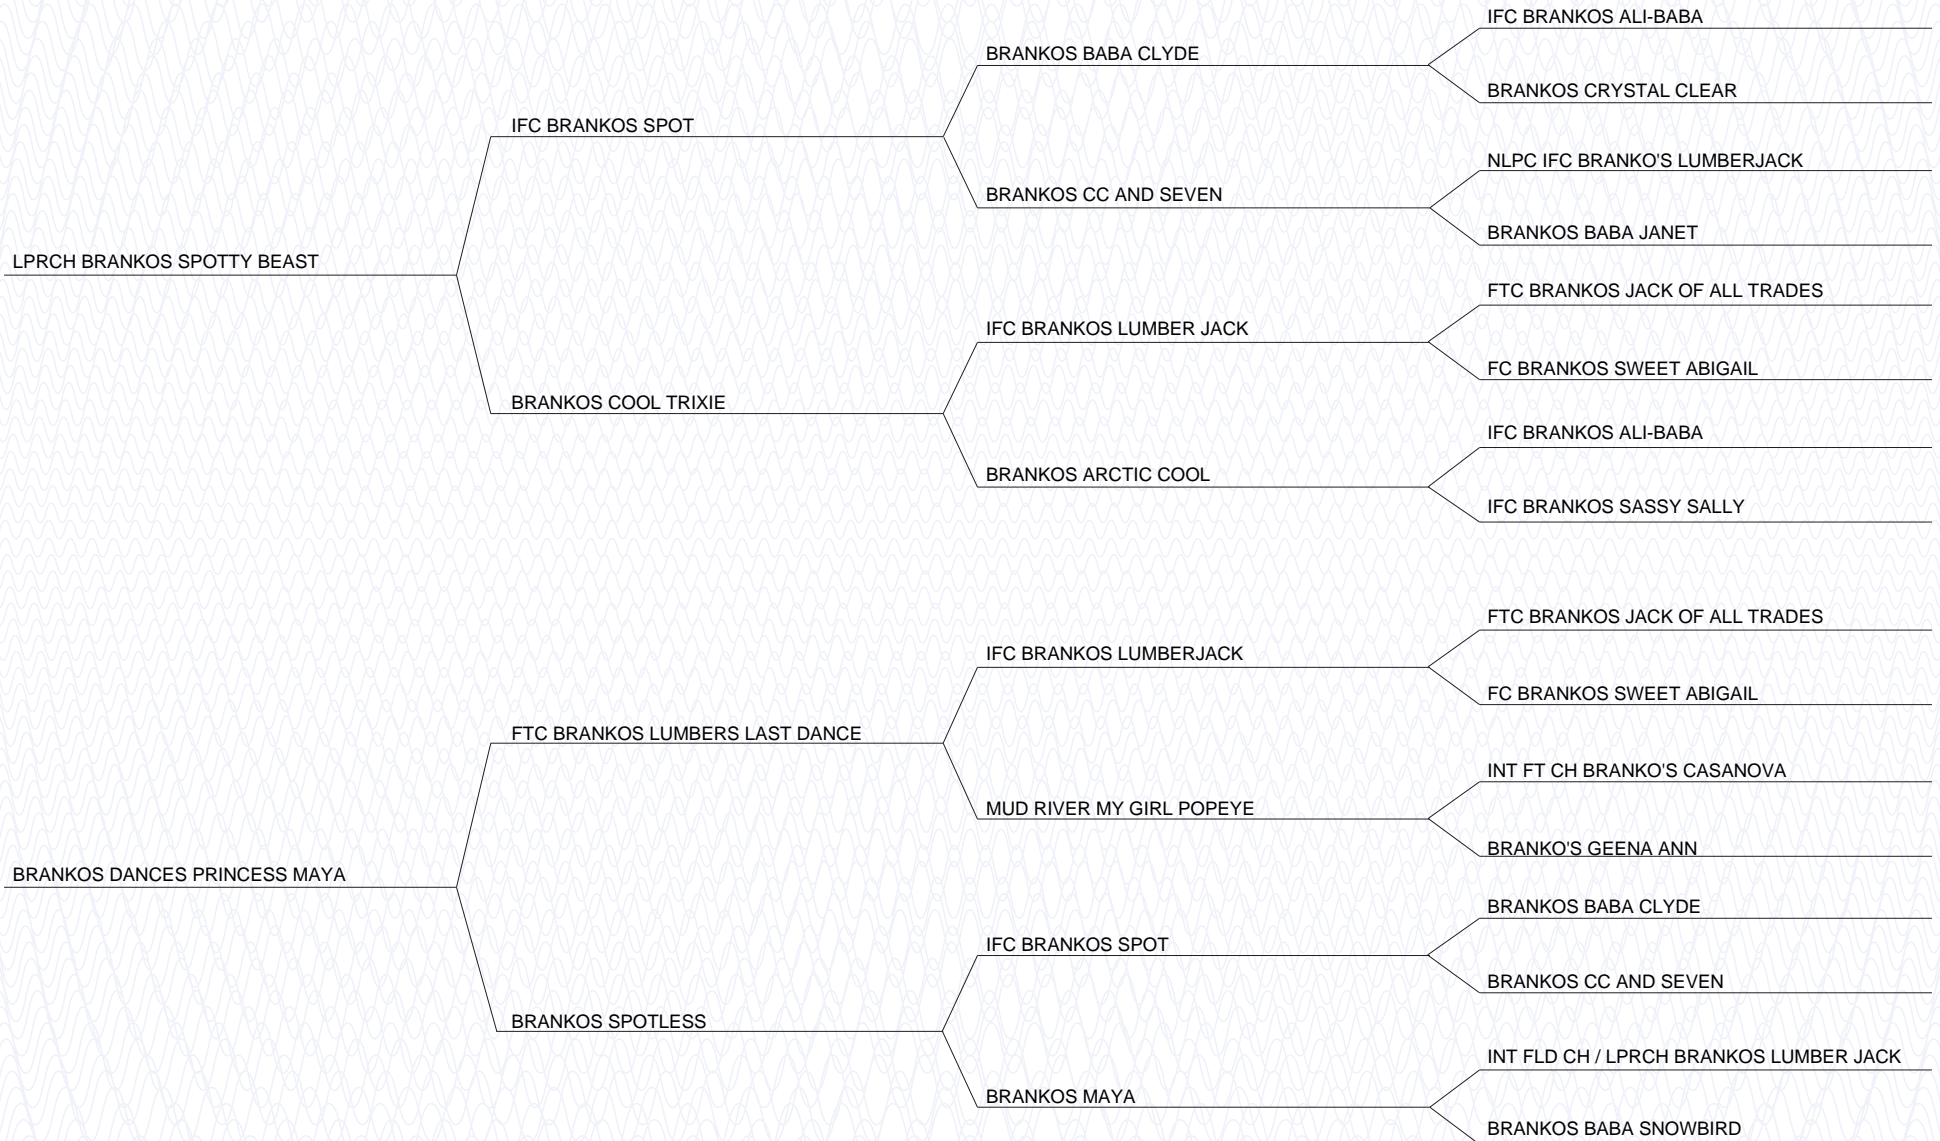 IFC BRANKOS ALI-BABA
BRANKOS BABA CLYDE
BRANKOS CRYSTAL CLEAR
IFC BRANKOS SPOT
NLPC IFC BRANKO'S LUMBERJACK
BRANKOS CC AND SEVEN
BRANKOS BABA JANET
LPRCH BRANKOS SPOTTY BEAST
FTC BRANKOS JACK OF ALL TRADES
IFC BRANKOS LUMBER JACK
FC BRANKOS SWEET ABIGAIL
BRANKOS COOL TRIXIE
IFC BRANKOS ALI-BABA
BRANKOS ARCTIC COOL
IFC BRANKOS SASSY SALLY
FTC BRANKOS JACK OF ALL TRADES
IFC BRANKOS LUMBERJACK
FC BRANKOS SWEET ABIGAIL
FTC BRANKOS LUMBERS LAST DANCE
INT FT CH BRANKO'S CASANOVA
MUD RIVER MY GIRL POPEYE
BRANKO'S GEENA ANN
BRANKOS DANCES PRINCESS MAYA
BRANKOS BABA CLYDE
IFC BRANKOS SPOT
BRANKOS CC AND SEVEN
BRANKOS SPOTLESS
INT FLD CH / LPRCH BRANKOS LUMBER JACK
BRANKOS MAYA
BRANKOS BABA SNOWBIRD